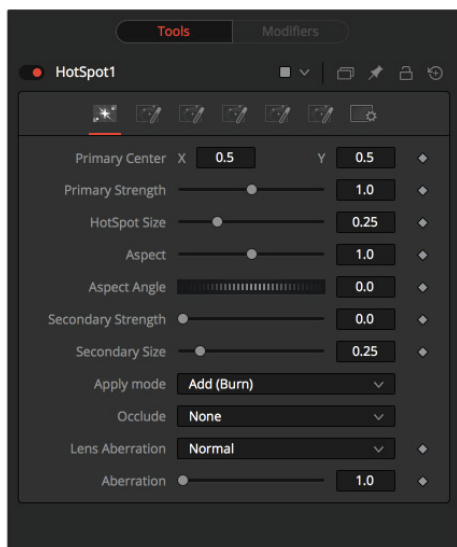 Tools Modifiers
HotSpot1
Primary Center X 0.5 Y 0.5
Primary Strength 1.0
HotSpot Size 0.25
Aspect 1.0
Aspect Angle 0.0
Secondary Strength 0.0
Secondary Size 0.25
Apply mode Add (Burn)
Occlude None
Lens Aberration Normal
Aberration 1.0